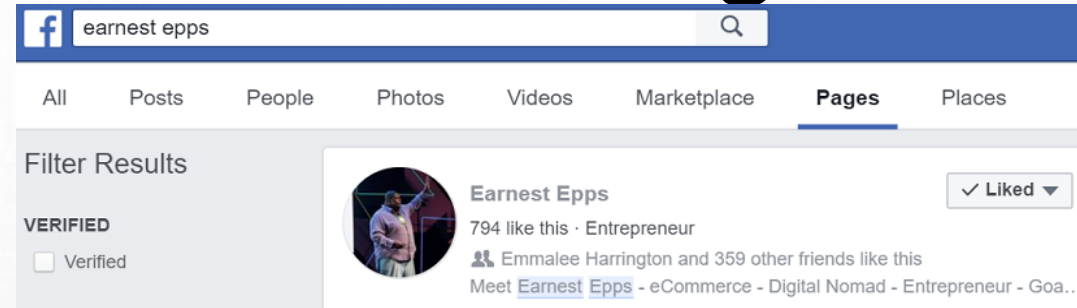 f earnest epps
All Posts People Photos Videos Marketplace Pages Places
Filter Results
VERIFIED
Verified
Earnest Epps
Liked
794 like this · Entrepreneur
Emmalee Harrington and 359 other friends like this
Meet Earnest Epps - eCommerce - Digital Nomad - Entrepreneur - Goa...